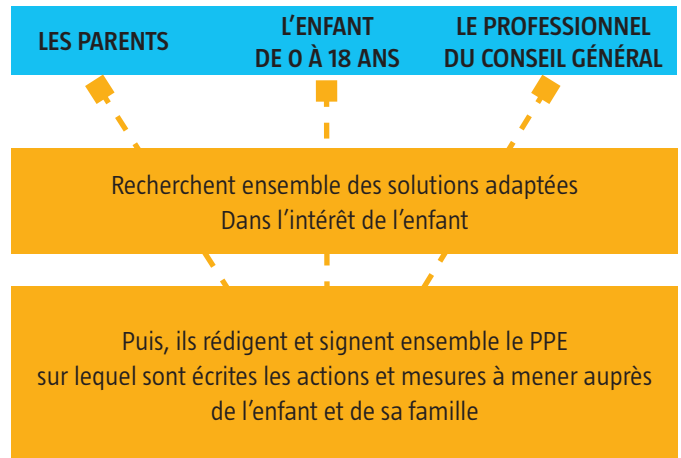 LES PARENTS
L'ENFANT
DE 0 À 18 ANS
LE PROFESSIONNEL
DU CONSEIL GÉNÉRAL
Recherchent ensemble des solutions adaptées
Dans l'intérêt de l'enfant
Puis, ils rédigent et signent ensemble le PPE
sur lequel sont écrites les actions et mesures à mener auprès
de l'enfant et de sa famille